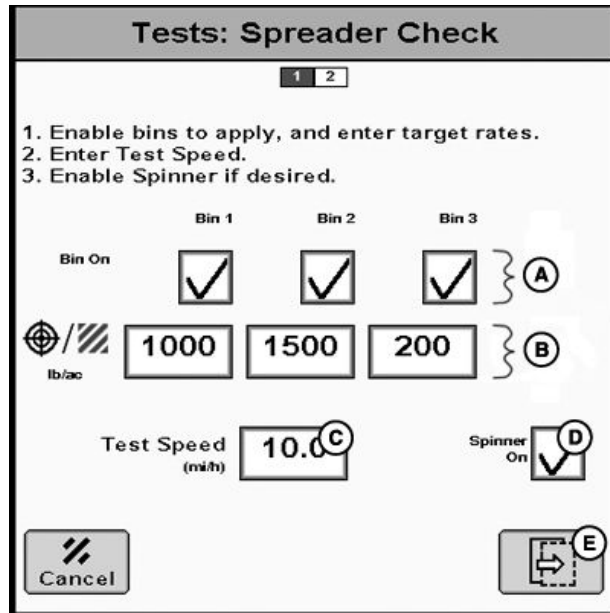 Tests: Spreader Check
1 2
1. Enable bins to apply, and enter target rates.
2. Enter Test Speed.
3. Enable Spinner if desired.
Bin 1 Bin 2 Bin 3
Bin On A
/ 1000 1500 200 B
lb/ac
Test Speed 10.0 C Spinner D
(mi/h) On
E
Cancel